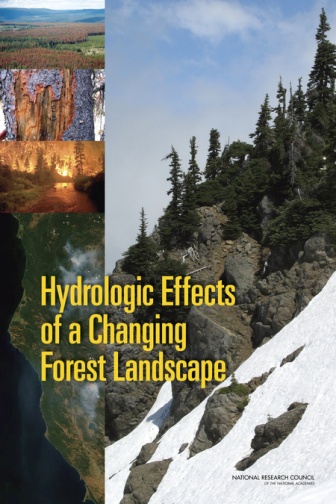 Hydrologic Effects
of a Changing
Forest Landscape
NATIONAL RESEARCH COUNCIL
OF THE NATIONAL ACADEMIES